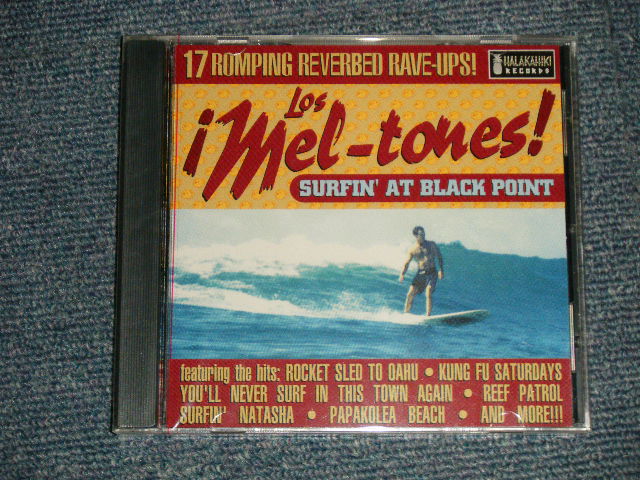 17 ROMPING REVERBED RAVE-UPS!
HALAKAHIKI
RECORDS
Los
¡Mel-tones!
SURFIN' AT BLACK POINT
featuring the hits: ROCKET SLED TO OAHU • KUNG FU SATURDAYS
YOU'LL NEVER SURF IN THIS TOWN AGAIN • REEF PATROL
SURFIN' NATASHA • PAPAKOLEA BEACH • AND MORE!!!